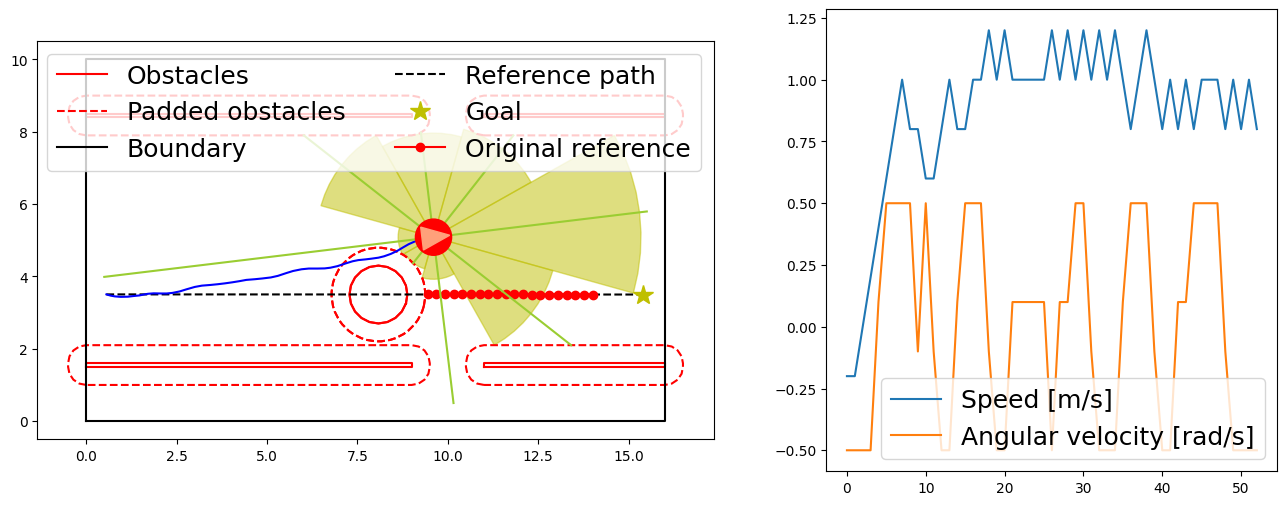 Obstacles
Padded obstacles
Boundary
Reference path
Goal
Original reference
10
8
6
4
2
0
0.0 2.5 5.0 7.5 10.0 12.5 15.0
1.25
1.00
0.75
0.50
0.25
0.00
−0.25
−0.50
Speed [m/s]
Angular velocity [rad/s]
0 10 20 30 40 50